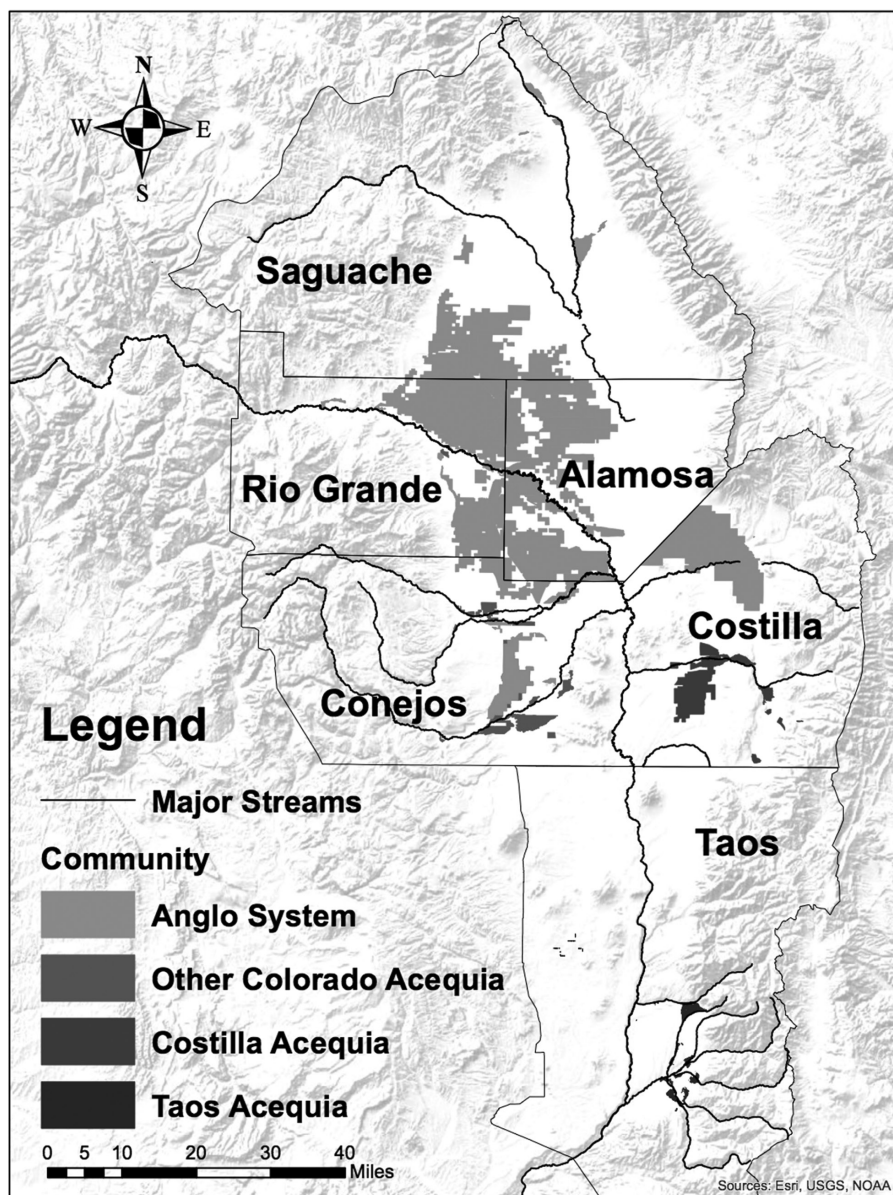 N
W E
S
Saguache
Rio Grande
Alamosa
Costilla
Conejos
Legend
Major Streams
Community
Anglo System
Other Colorado Acequia
Costilla Acequia
Taos Acequia
0 5 10 20 30 40
Miles
Taos
Sources: Esri, USGS, NOAA